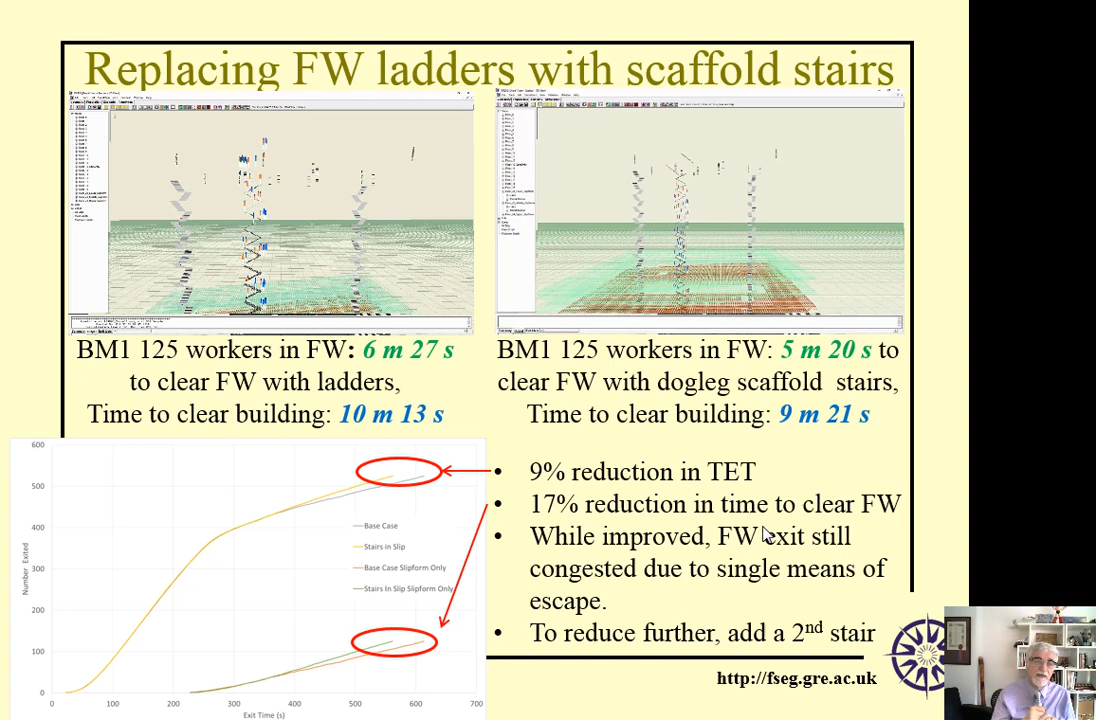 Replacing FW ladders with scaffold stairs
BM1 125 workers in FW: 6 m 27 s
to clear FW with ladders,
Time to clear building: 10 m 13 s
BM1 125 workers in FW: 5 m 20 s to
clear FW with dogleg scaffold stairs,
Time to clear building: 9 m 21 s
600
500
400
300
200
100
0
Number Exited
0 100 200 300 400 500 600 700
Exit Time (s)
Base Case
Stairs in Slip
Base Case Slipform Only
Stairs In Slip Slipform Only
• 9% reduction in TET
• 17% reduction in time to clear FW
• While improved, FW exit still
congested due to single means of
escape.
• To reduce further, add a 2nd stair
http://fseg.gre.ac.uk